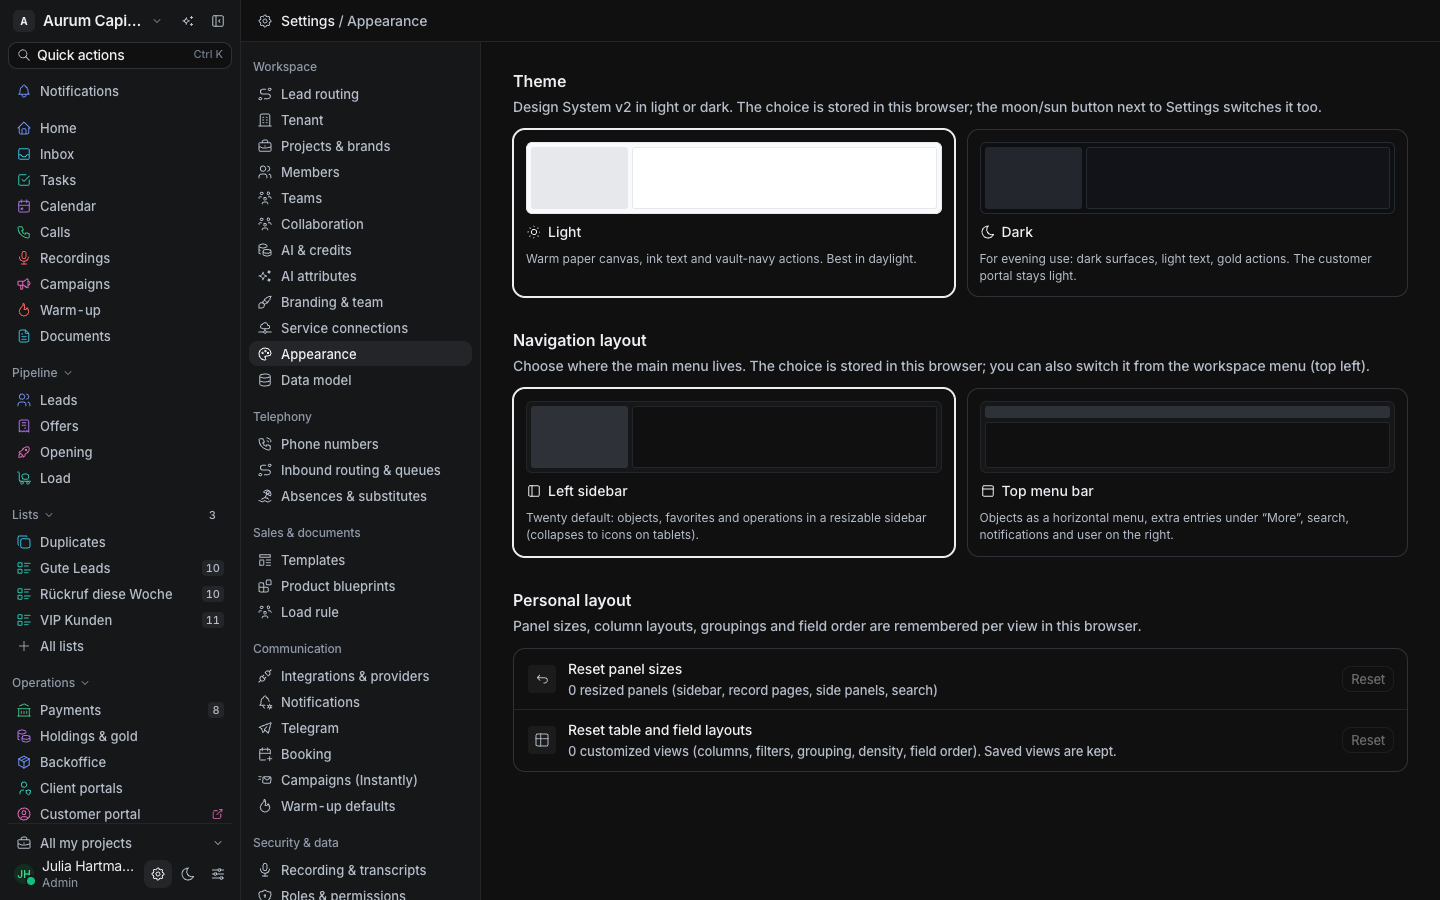 A Aurum Capi...
Quick actions Ctrl K
Notifications
Home
Inbox
Tasks
Calendar
Calls
Recordings
Campaigns
Warm-up
Documents
Pipeline
Leads
Offers
Opening
Load
Lists 3
Duplicates
Gute Leads 10
Rückruf diese Woche 10
VIP Kunden 11
All lists
Operations
Payments 8
Holdings & gold
Backoffice
Client portals
Customer portal
All my projects
JH Julia Hartma...
Admin
Settings / Appearance
Workspace
Lead routing
Tenant
Projects & brands
Members
Teams
Collaboration
AI & credits
AI attributes
Branding & team
Service connections
Appearance
Data model
Telephony
Phone numbers
Inbound routing & queues
Absences & substitutes
Sales & documents
Templates
Product blueprints
Load rule
Communication
Integrations & providers
Notifications
Telegram
Booking
Campaigns (Instantly)
Warm-up defaults
Security & data
Recording & transcripts
Roles & permissions
Theme
Design System v2 in light or dark. The choice is stored in this browser; the moon/sun button next to Settings switches it too.
Light
Warm paper canvas, ink text and vault-navy actions. Best in daylight.
Dark
For evening use: dark surfaces, light text, gold actions. The customer
portal stays light.
Navigation layout
Choose where the main menu lives. The choice is stored in this browser; you can also switch it from the workspace menu (top left).
Left sidebar
Twenty default: objects, favorites and operations in a resizable sidebar
(collapses to icons on tablets).
Top menu bar
Objects as a horizontal menu, extra entries under “More”, search,
notifications and user on the right.
Personal layout
Panel sizes, column layouts, groupings and field order are remembered per view in this browser.
Reset panel sizes
0 resized panels (sidebar, record pages, side panels, search)
Reset
Reset table and field layouts
0 customized views (columns, filters, grouping, density, field order). Saved views are kept.
Reset